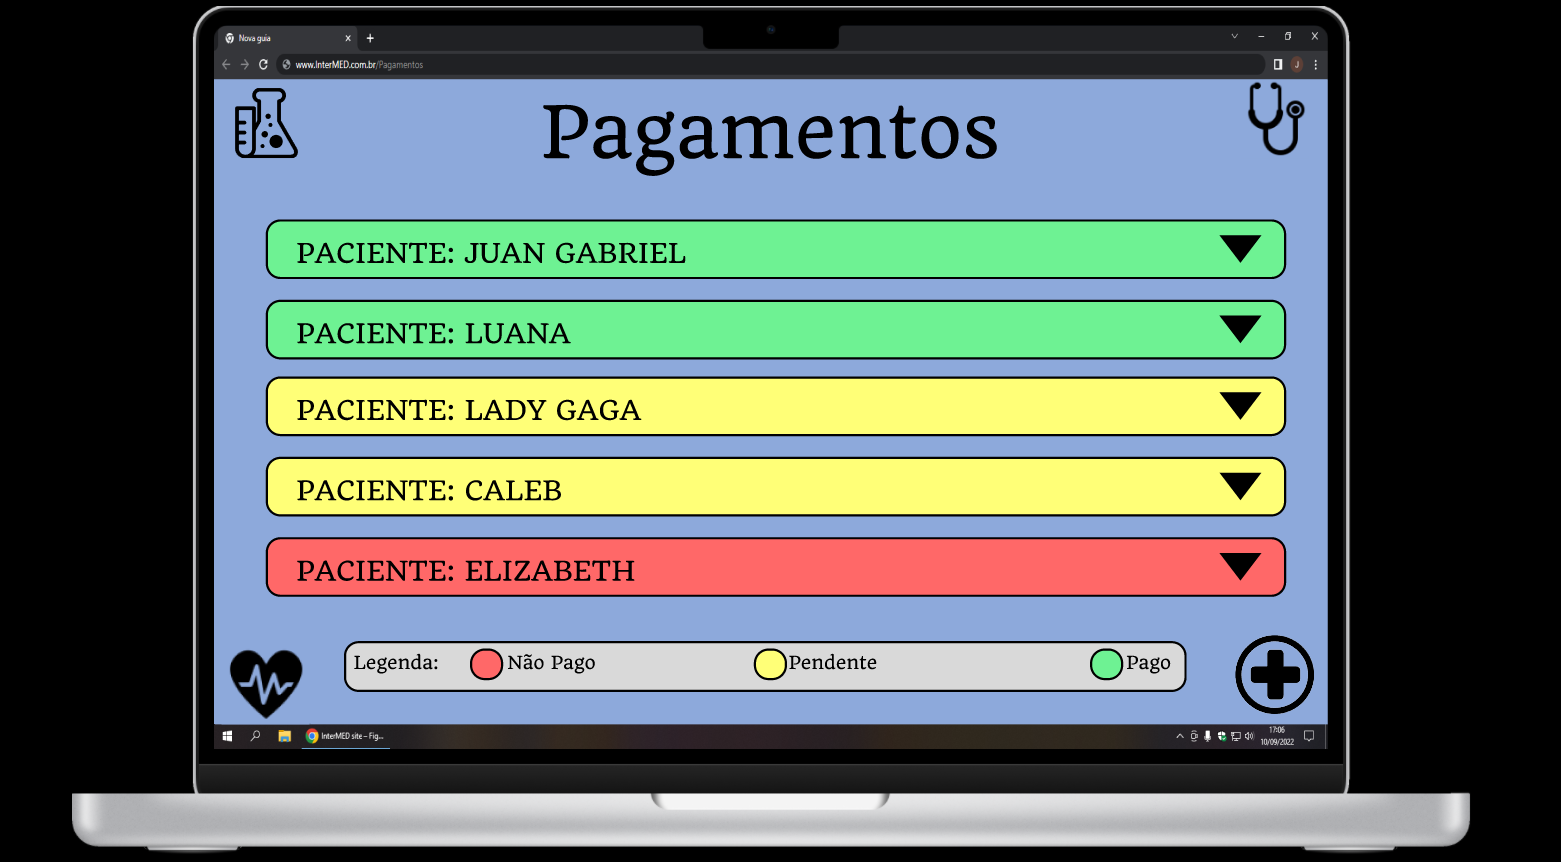 Nova guia
www.InterMED.com.br/Pagamentos
J
Pagamentos
PACIENTE: JUAN GABRIEL
PACIENTE: LUANA
PACIENTE: LADY GAGA
PACIENTE: CALEB
PACIENTE: ELIZABETH
Legenda: Não Pago Pendente Pago
InterMED site – Fig...
17:06
10/09/2022